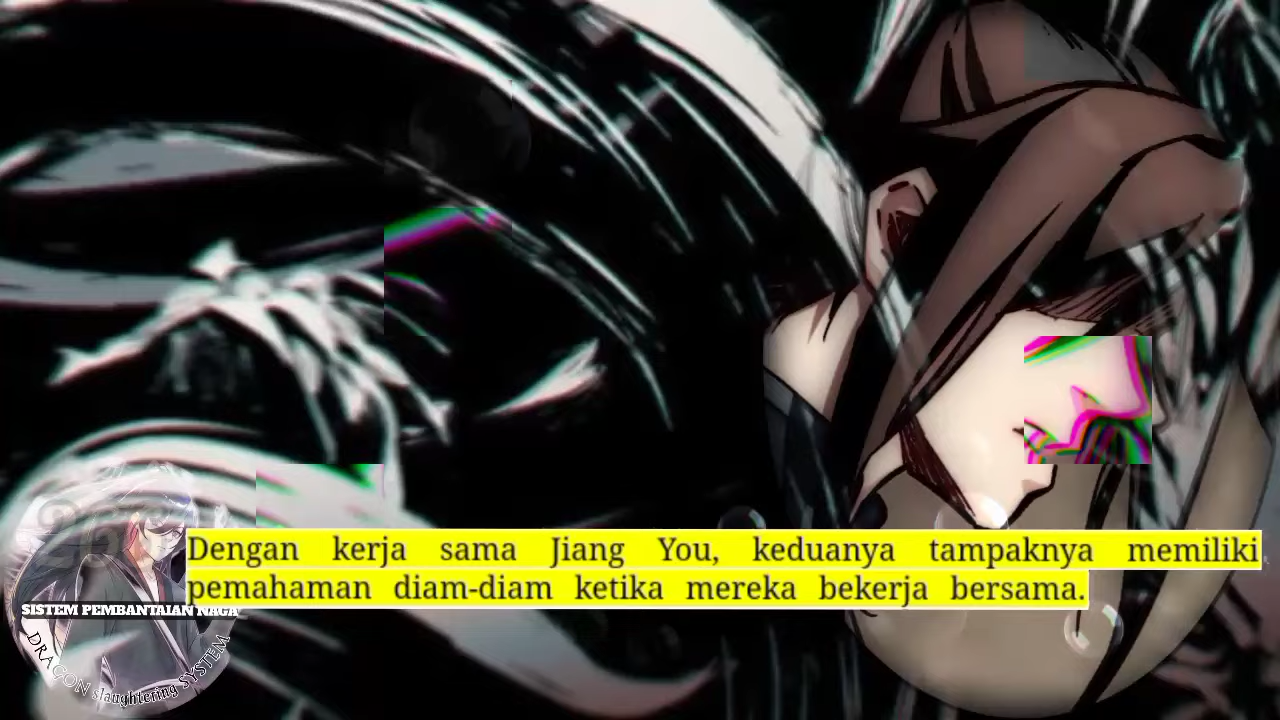 Dengan kerja sama Jiang You, keduanya tampaknya memiliki
pemahaman diam-diam ketika mereka bekerja bersama.
SISTEM PEMBANTAIAN NAGA
DRAGON slaughtering SYSTEM